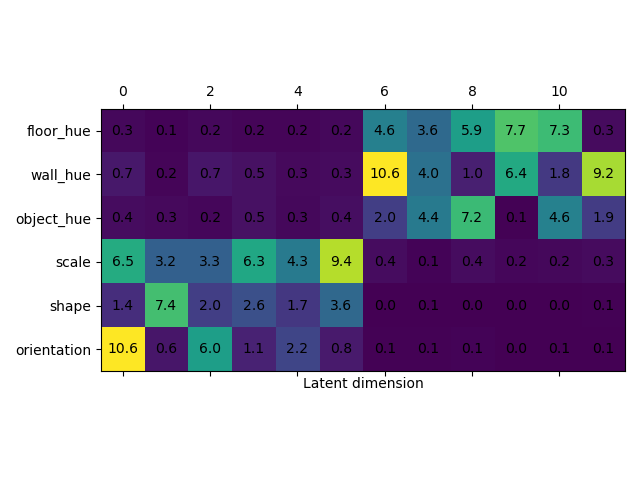 0 2 4 6 8 10
floor_hue 0.3 0.1 0.2 0.2 0.2 0.2 4.6 3.6 5.9 7.7 7.3 0.3
wall_hue 0.7 0.2 0.7 0.5 0.3 0.3 10.6 4.0 1.0 6.4 1.8 9.2
object_hue 0.4 0.3 0.2 0.5 0.3 0.4 2.0 4.4 7.2 0.1 4.6 1.9
scale 6.5 3.2 3.3 6.3 4.3 9.4 0.4 0.1 0.4 0.2 0.2 0.3
shape 1.4 7.4 2.0 2.6 1.7 3.6 0.0 0.1 0.0 0.0 0.0 0.1
orientation 10.6 0.6 6.0 1.1 2.2 0.8 0.1 0.1 0.1 0.0 0.1 0.1
Latent dimension